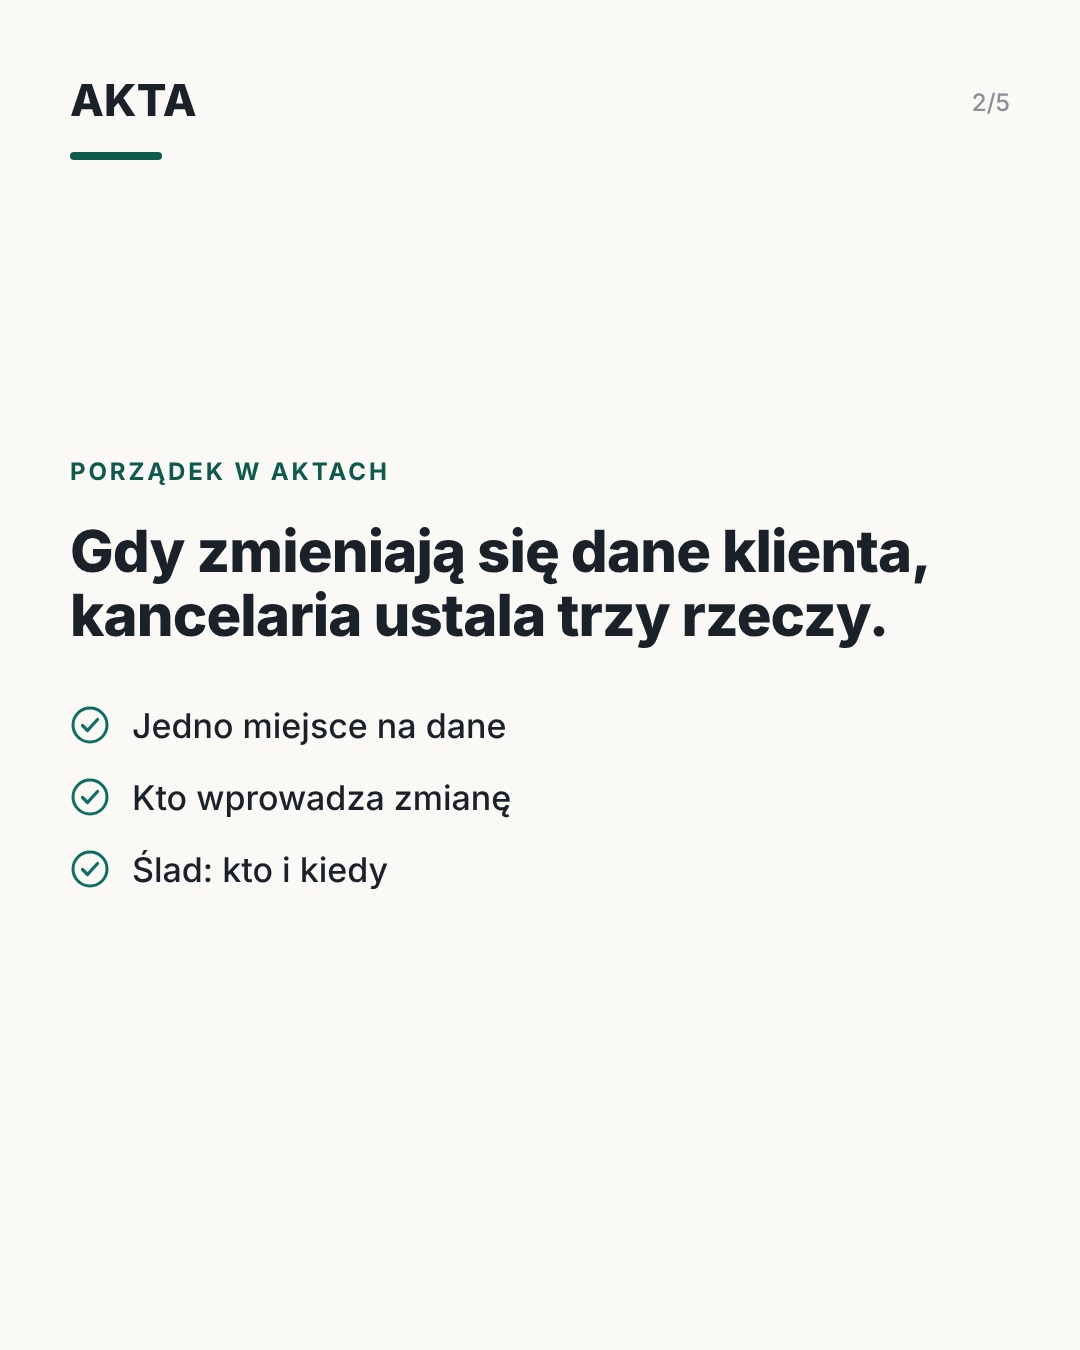 AKTA
2/5
PORZĄDEK W AKTACH
Gdy zmieniają się dane klienta,
kancelaria ustala trzy rzeczy.
Jedno miejsce na dane
Kto wprowadza zmianę
Ślad: kto i kiedy